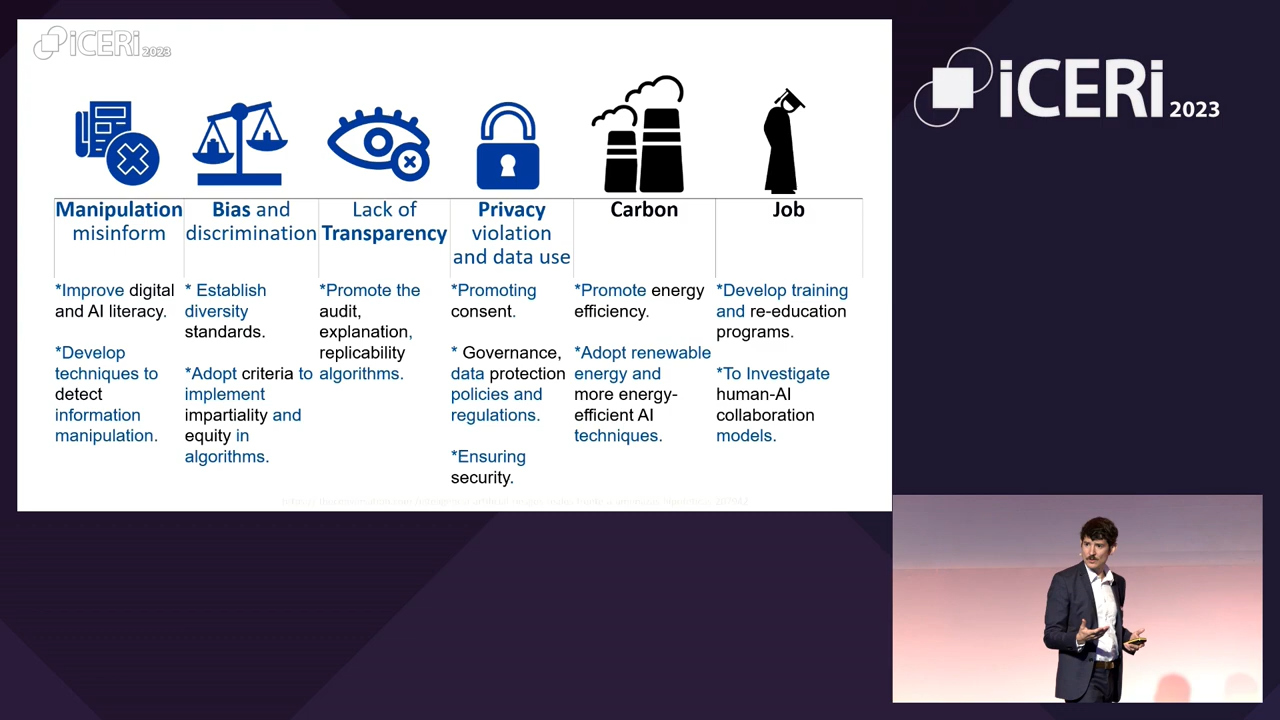 iCERi 2023
iCERi 2023
Manipulation
misinform
Bias and
discrimination
Lack of
Transparency
Privacy
violation
and data use
Carbon
Job
*Improve digital
and AI literacy.
*Develop
techniques to
detect
information
manipulation.
* Establish
diversity
standards.
*Adopt criteria to
implement
impartiality and
equity in
algorithms.
*Promote the
audit,
explanation,
replicability
algorithms.
*Promoting
consent.
* Governance,
data protection
policies and
regulations.
*Ensuring
security.
*Promote energy
efficiency.
*Adopt renewable
energy and
more energy-
efficient AI
techniques.
*Develop training
and re-education
programs.
*To Investigate
human-AI
collaboration
models.